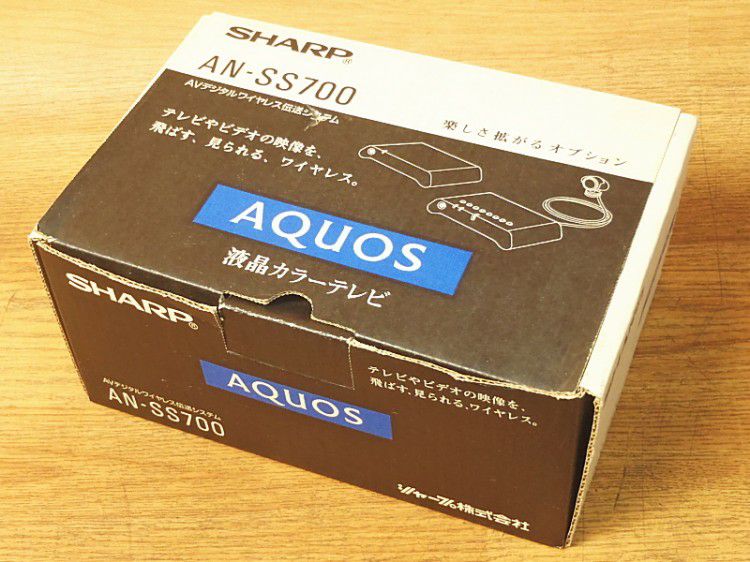 SHARP®
AN-SS700
AVデジタルワイヤレス伝送システム
楽しさ拡がるオプション
テレビやビデオの映像を、
飛ばす、見られる、ワイヤレス。
AQUOS
液晶カラーテレビ
SHARP®
AVデジタルワイヤレス伝送システム
AN-SS700
AQUOS
テレビやビデオの映像を、
飛ばす、見られる、ワイヤレス。
シャープ株式会社